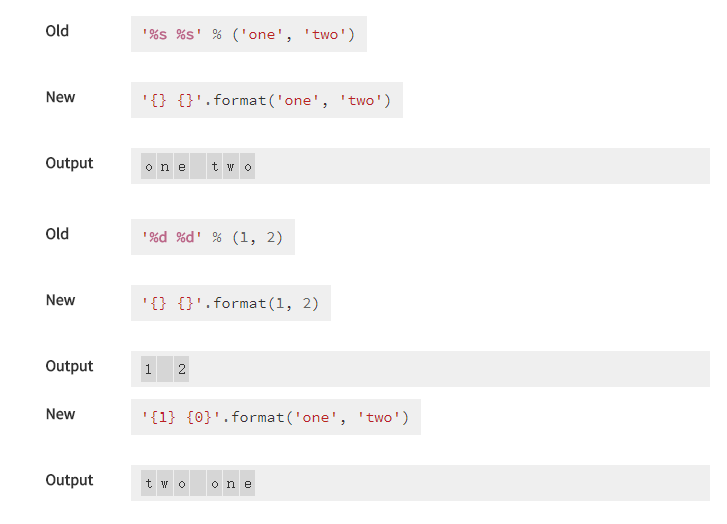 Old '%s %s' % ('one', 'two')
New '{} {}'.format('one', 'two')
Output one two
Old '%d %d' % (1, 2)
New '{} {}'.format(1, 2)
Output 1 2
New '{1} {0}'.format('one', 'two')
Output two one